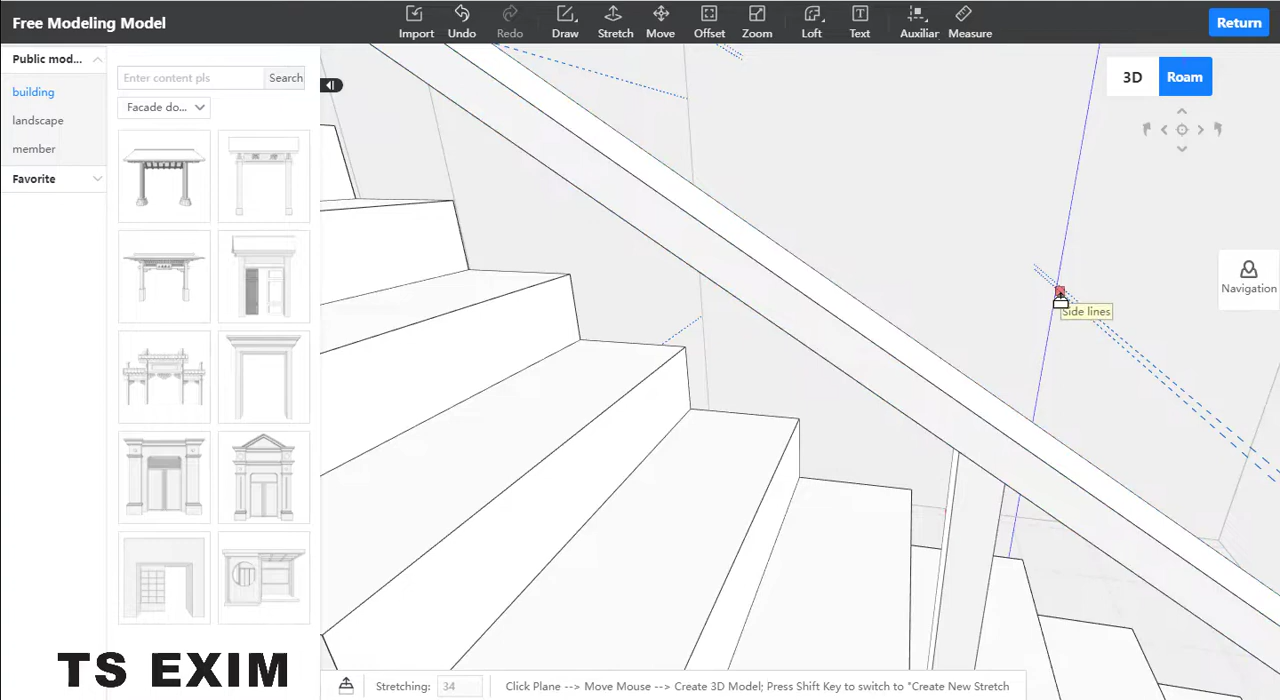 Free Modeling Model
Import
Undo
Redo
Draw
Stretch
Move
Offset
Zoom
Loft
Text
Auxiliar
Measure
Return
Public mod...
building
landscape
member
Favorite
Enter content pls
Search
Facade do...
3D
Roam
Navigation
Side lines
TS EXIM
Stretching: 34
Click Plane --> Move Mouse --> Create 3D Model; Press Shift Key to switch to "Create New Stretch